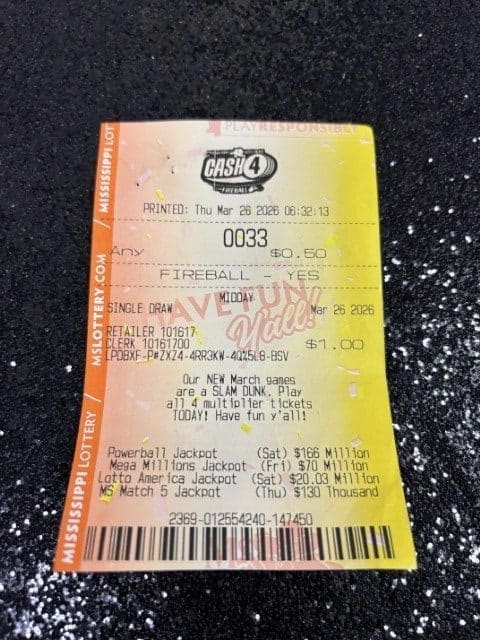 PLAY RESPONSIBLY
CASH 4
FIREBALL
PRINTED: Thu Mar 26 2026 06:32:13
0033
Any $0.50
FIREBALL - YES
HAVE FUN
Y'all!
MIDDAY
SINGLE DRAW Mar 26 2026
RETAILER 101617
CLERK 10161700 $1.00
LPDBXF-P#ZXZ4-4RR3KW-4Q%5L8-BSV
Our NEW March games
are a SLAM DUNK. Play
all 4 multiplier tickets
TODAY! Have fun y'all!
Powerball Jackpot (Sat) $166 Million
Mega Millions Jackpot (Fri) $70 Million
Lotto America Jackpot (Sat) $20.03 Million
MS Match 5 Jackpot (Thu) $130 Thousand
2369-012554240-147450
MISSISSIPPI LOTTERY / MSLOTTERY.COM / MISSISSIPPI LOT